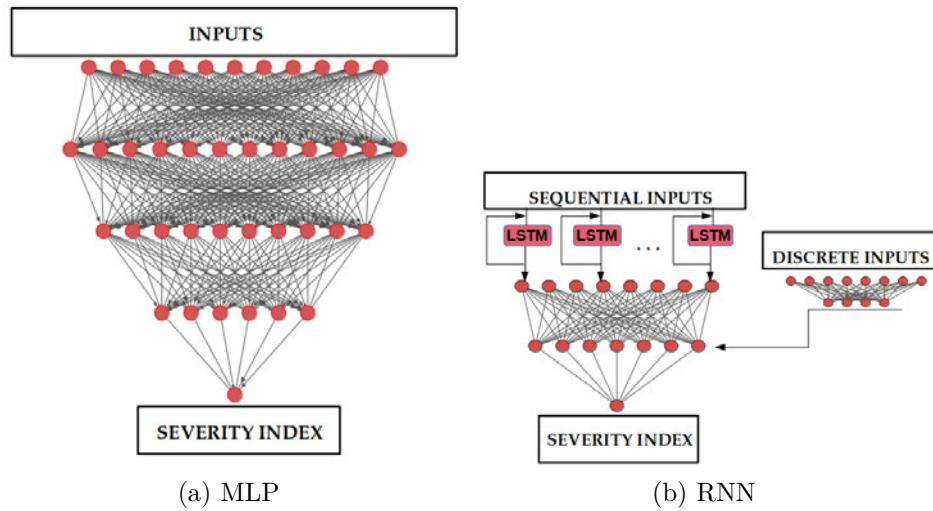 INPUTS
SEVERITY INDEX
(a) MLP
SEQUENTIAL INPUTS
LSTM LSTM ... LSTM
DISCRETE INPUTS
SEVERITY INDEX
(b) RNN